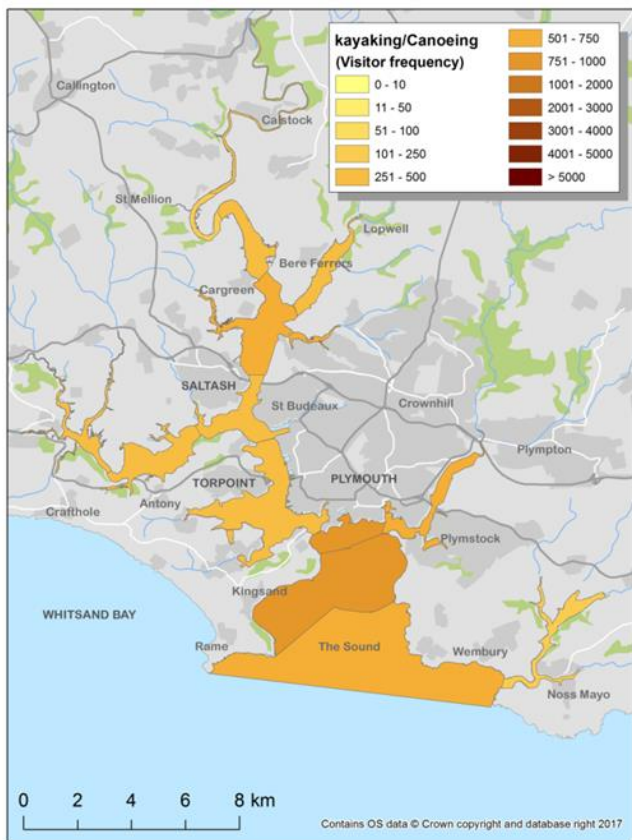 kayaking/Canoeing
(Visitor frequency)
0 - 10
11 - 50
51 - 100
101 - 250
251 - 500
501 - 750
751 - 1000
1001 - 2000
2001 - 3000
3001 - 4000
4001 - 5000
> 5000
Callington
Calstock
St Mellion
Lopwell
Bere Ferrers
Cargreen
SALTASH
St Budeaux
Crownhill
Plympton
TORPOINT
PLYMOUTH
Antony
Crafthole
Plymstock
Kingsand
WHITSAND BAY
Rame
The Sound
Wembury
Noss Mayo
0 2 4 8 km
Contains OS data © Crown copyright and database right 2017